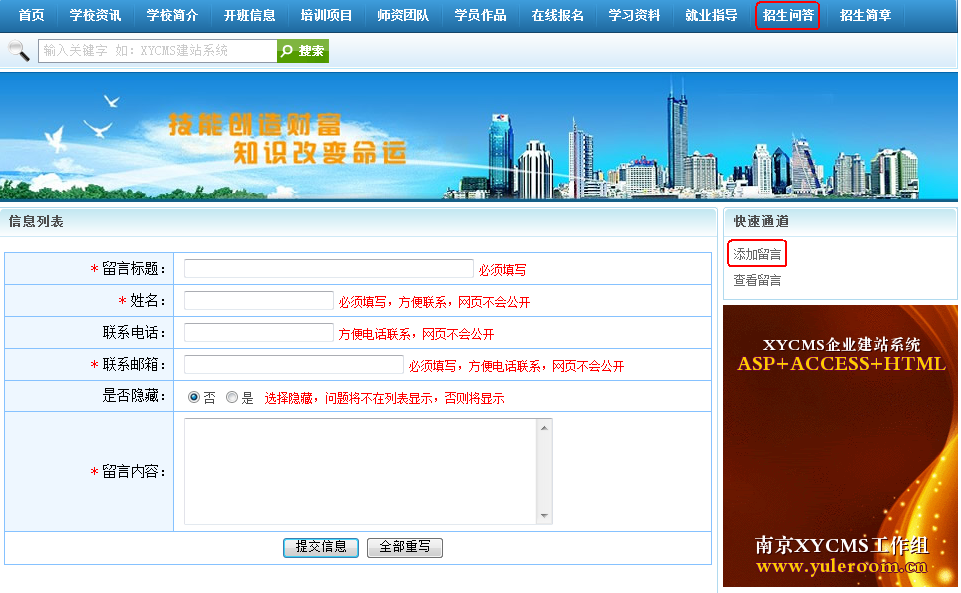 首页 学校资讯 学校简介 开班信息 培训项目 师资团队 学员作品 在线报名 学习资料 就业指导 招生问答 招生简章
输入关键字 如：XYCMS建站系统 搜索
技能创造财富
知识改变命运
信息列表
* 留言标题： 必须填写
* 姓名： 必须填写，方便联系，网页不会公开
联系电话： 方便电话联系，网页不会公开
* 联系邮箱： 必须填写，方便电话联系，网页不会公开
是否隐藏： 否 是 选择隐藏，问题将不在列表显示，否则将显示
* 留言内容：
提交信息 全部重写
快速通道
添加留言
查看留言
XYCMS企业建站系统
ASP+ACCESS+HTML
南京XYCMS工作组
www.yuleroom.cn